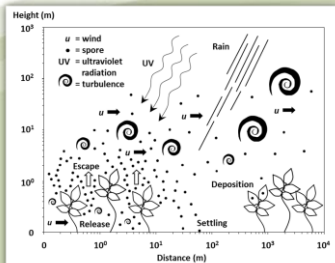 Height (m)
10³
10²
10¹
10⁰
0
u = wind
• = spore
UV = ultraviolet
radiation
= turbulence
UV
Rain
u
u
u
u
Escape
Release
Settling
Deposition
0 10⁰ 10¹ 10² 10³ 10⁴
Distance (m)